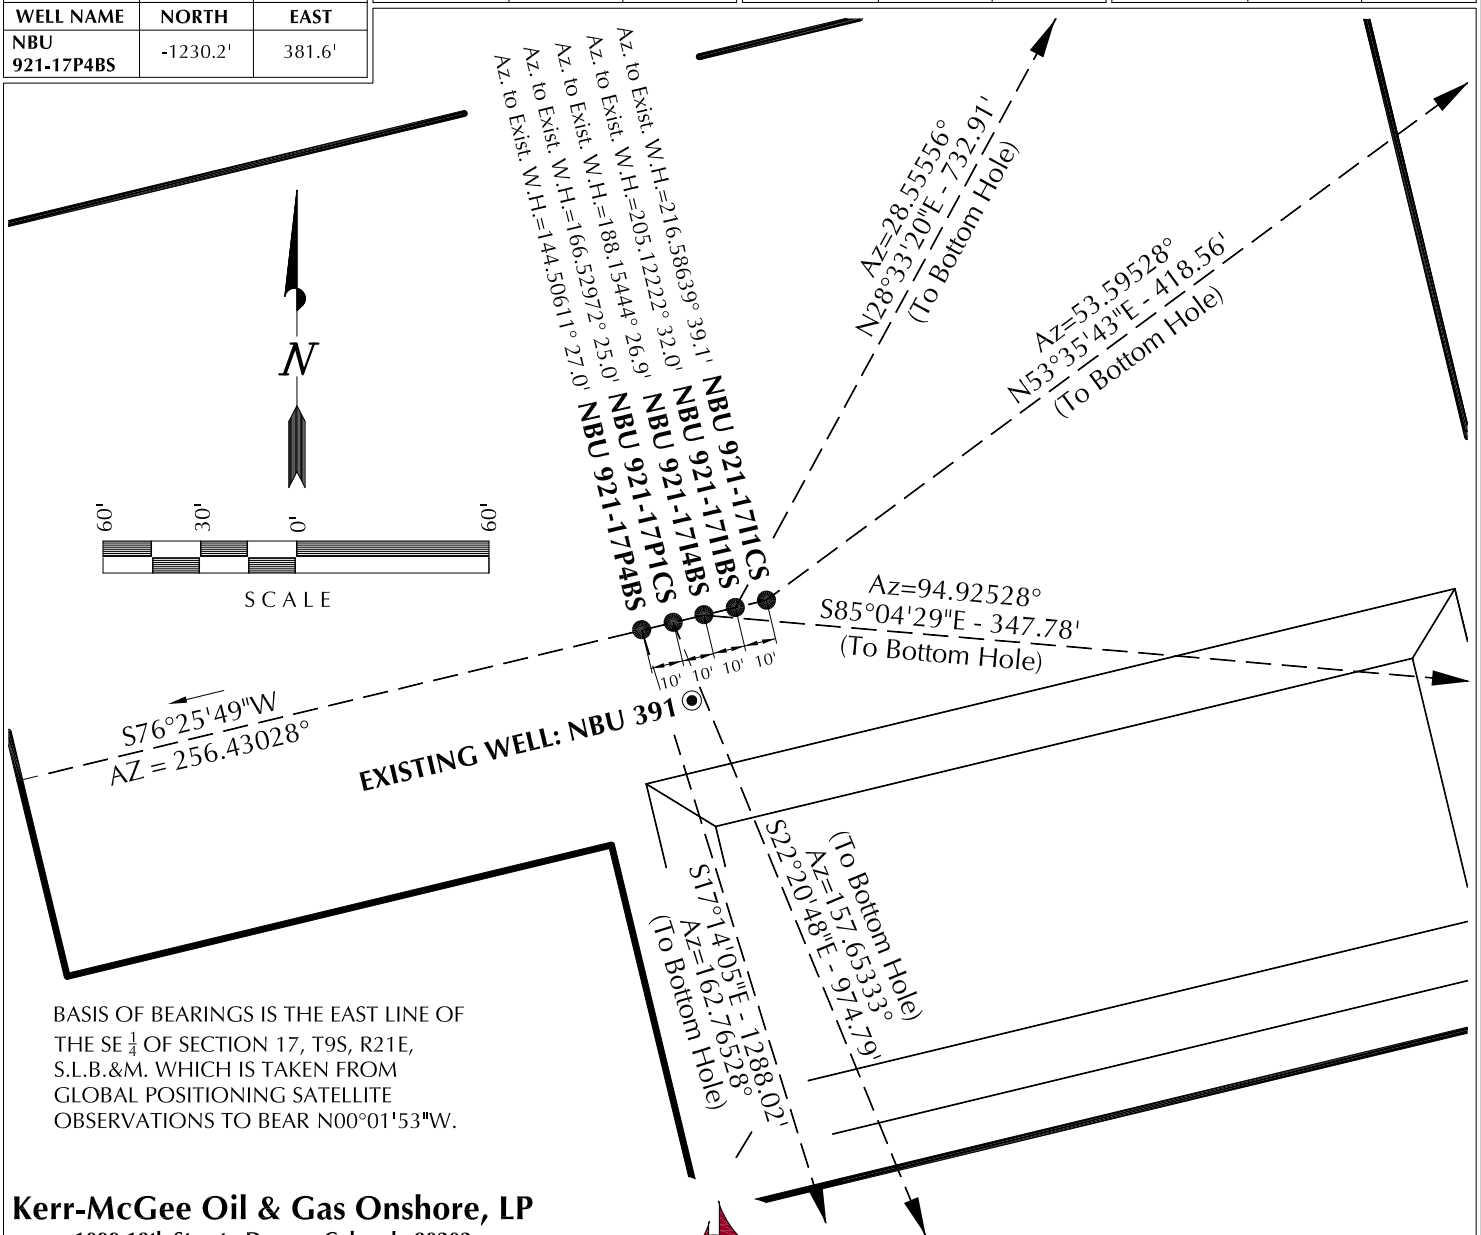 WELL NAME NORTH EAST
NBU 921-17P4BS -1230.2' 381.6'
Az. to Exist. W.H.=216.58639° 39.1' NBU 921-17I1CS
Az. to Exist. W.H.=205.12222° 32.0' NBU 921-17I1BS
Az. to Exist. W.H.=188.15444° 26.9' NBU 921-17I4BS
Az. to Exist. W.H.=166.52972° 25.0' NBU 921-17P1CS
Az. to Exist. W.H.=144.50611° 27.0' NBU 921-17P4BS
Az=28.55556°
N28°33'20"E - 732.91'
(To Bottom Hole)
Az=53.59528°
N53°35'43"E - 418.56'
(To Bottom Hole)
N
60' 30' 0' 60'
SCALE
Az=94.92528°
S85°04'29"E - 347.78'
(To Bottom Hole)
10' 10' 10' 10'
S76°25'49"W
AZ = 256.43028°
EXISTING WELL: NBU 391
(To Bottom Hole)
Az=157.65333°
S22°20'48"E - 974.79'
S17°14'05"E - 1288.02'
Az=162.76528°
(To Bottom Hole)
BASIS OF BEARINGS IS THE EAST LINE OF
THE SE 1/4 OF SECTION 17, T9S, R21E,
S.L.B.&M. WHICH IS TAKEN FROM
GLOBAL POSITIONING SATELLITE
OBSERVATIONS TO BEAR N00°01'53"W.
Kerr-McGee Oil & Gas Onshore, LP